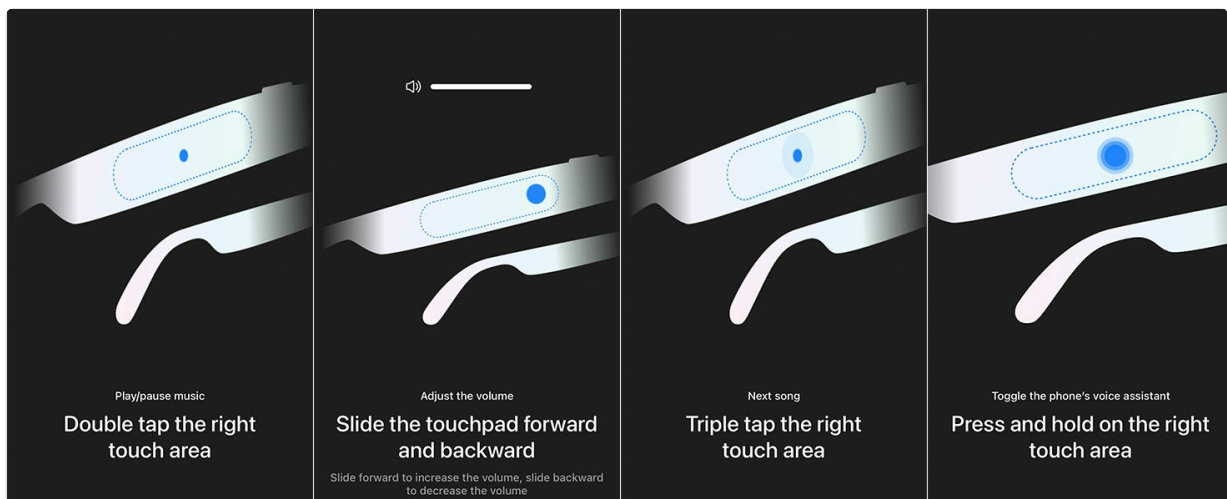 Play/pause music
Double tap the right
touch area
Adjust the volume
Slide the touchpad forward
and backward
Slide forward to increase the volume, slide backward
to decrease the volume
Next song
Triple tap the right
touch area
Toggle the phone's voice assistant
Press and hold on the right
touch area